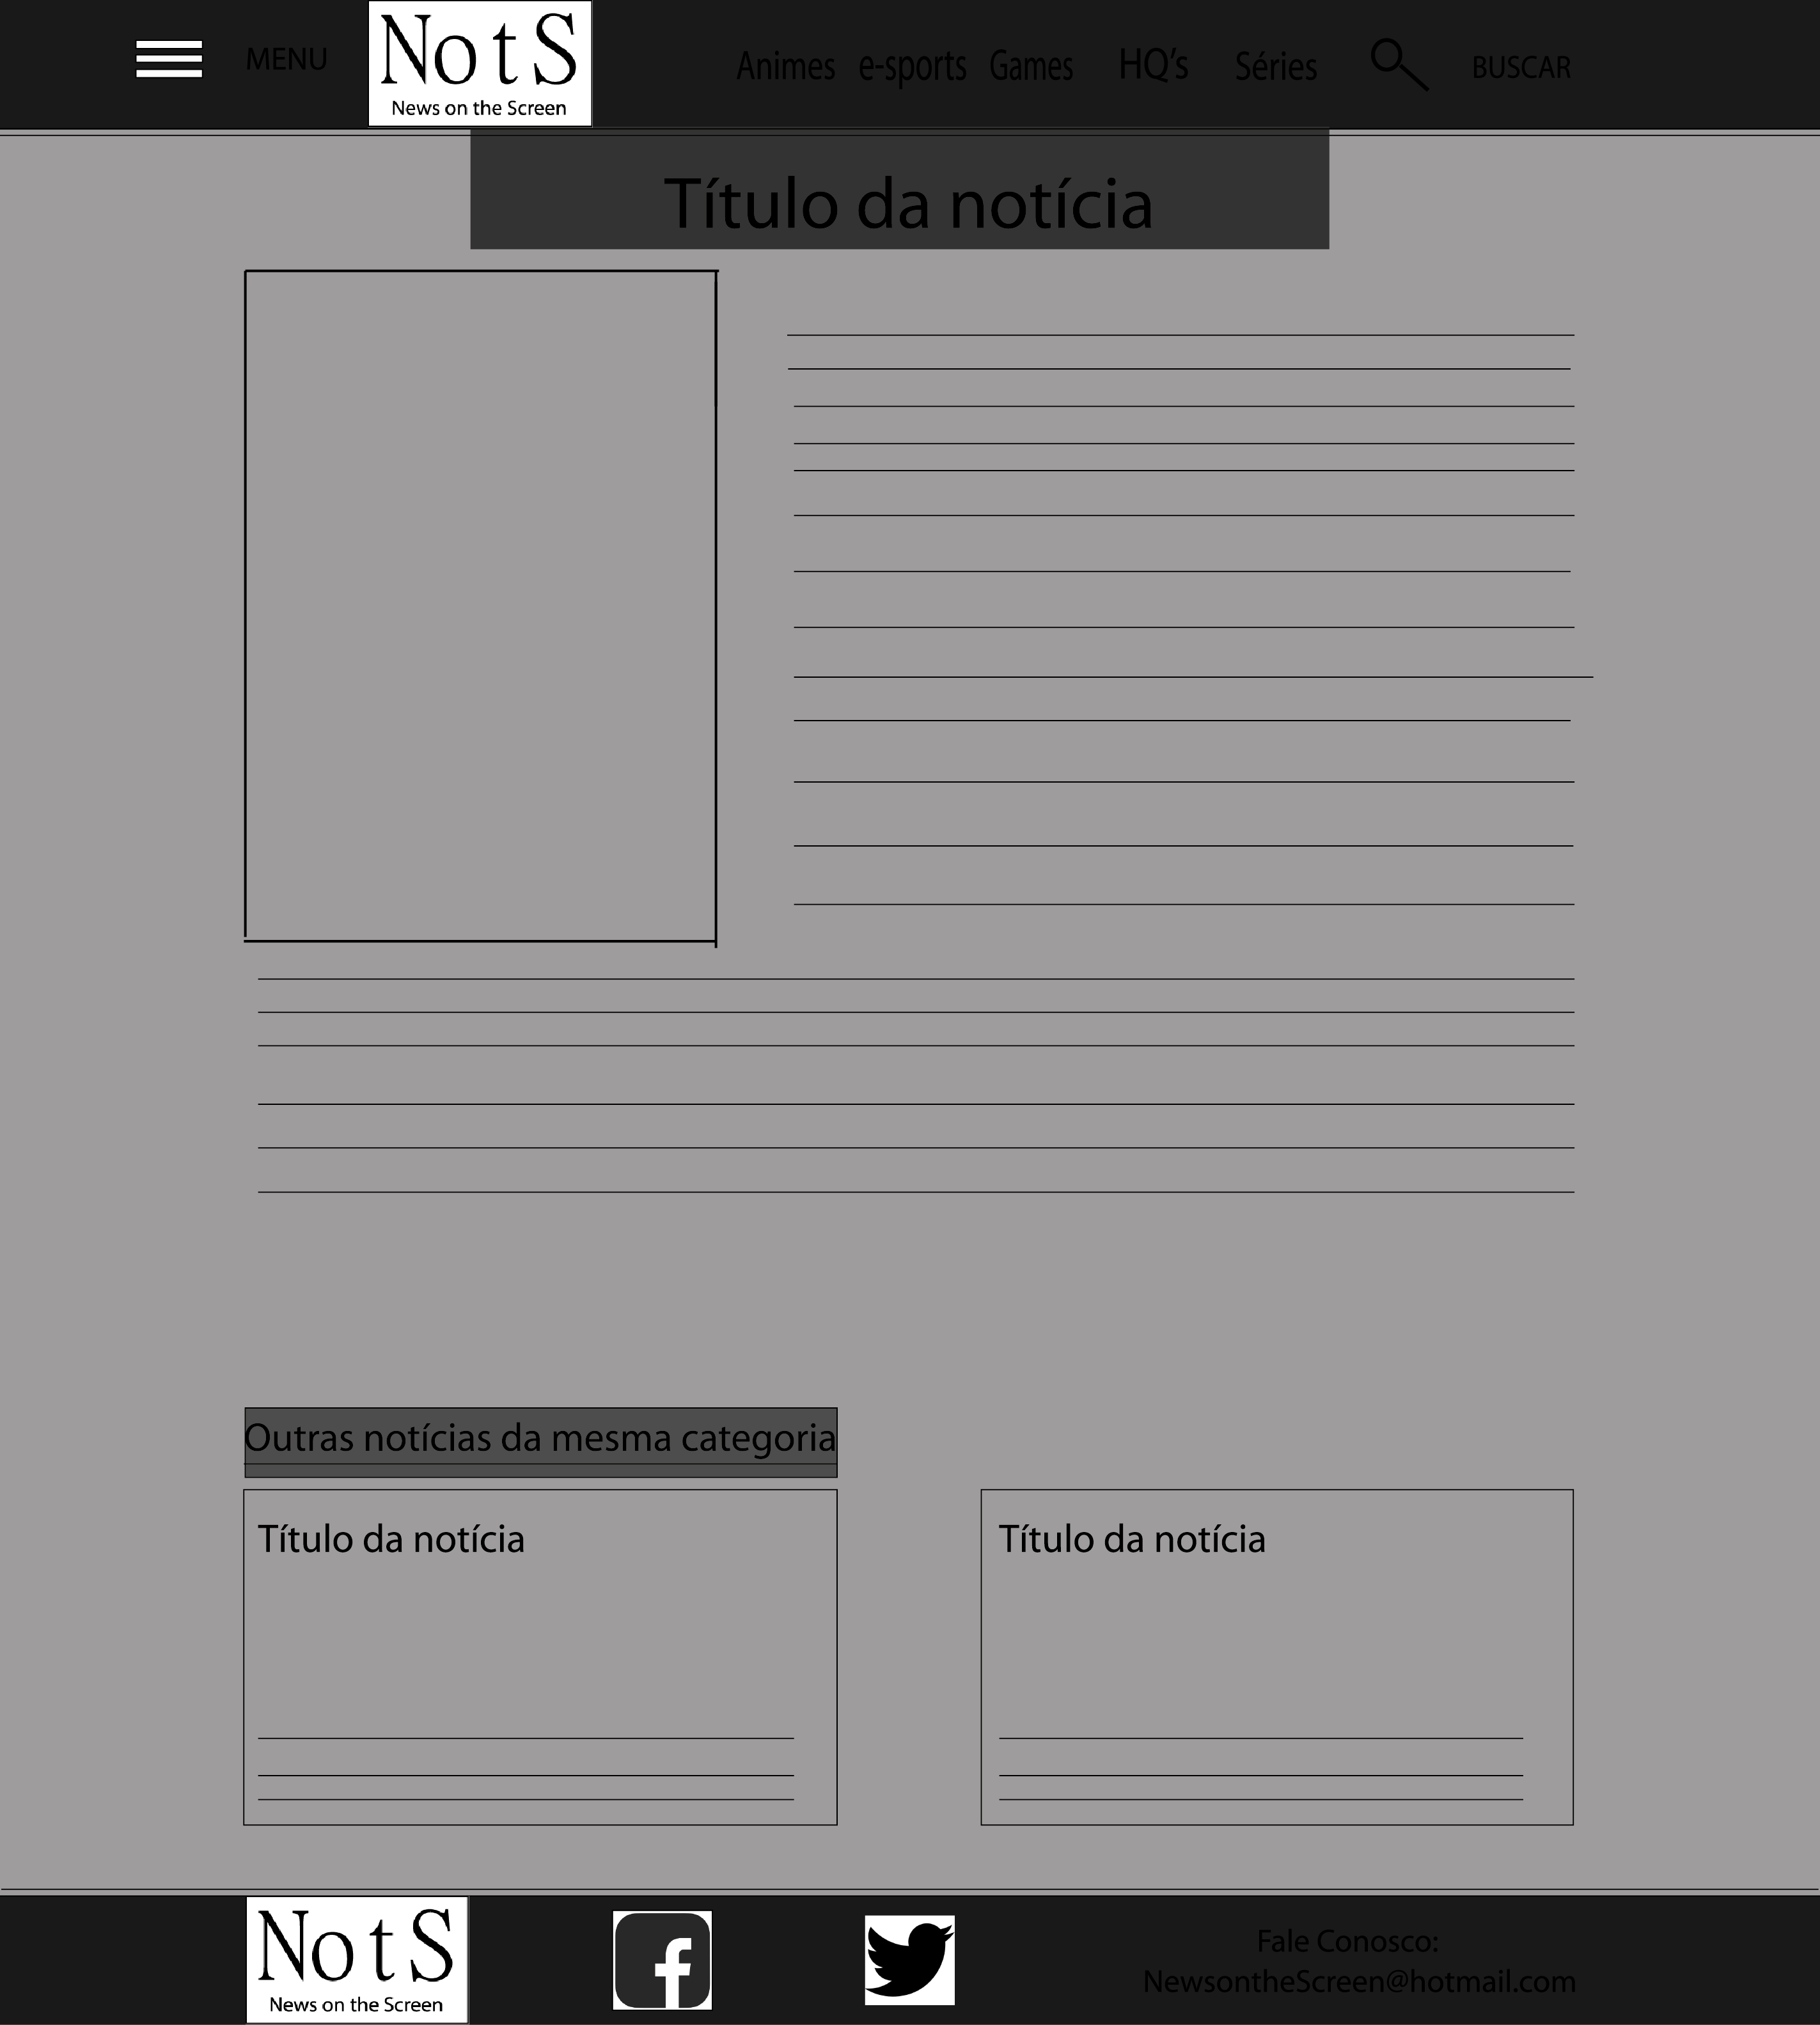 MENU
NotS
News on the Screen
Animes e-sports Games HQ's Séries BUSCAR
Título da notícia
Outras notícias da mesma categoria
Título da notícia
Título da notícia
NotS
News on the Screen
Fale Conosco:
NewsontheScreen@hotmail.com